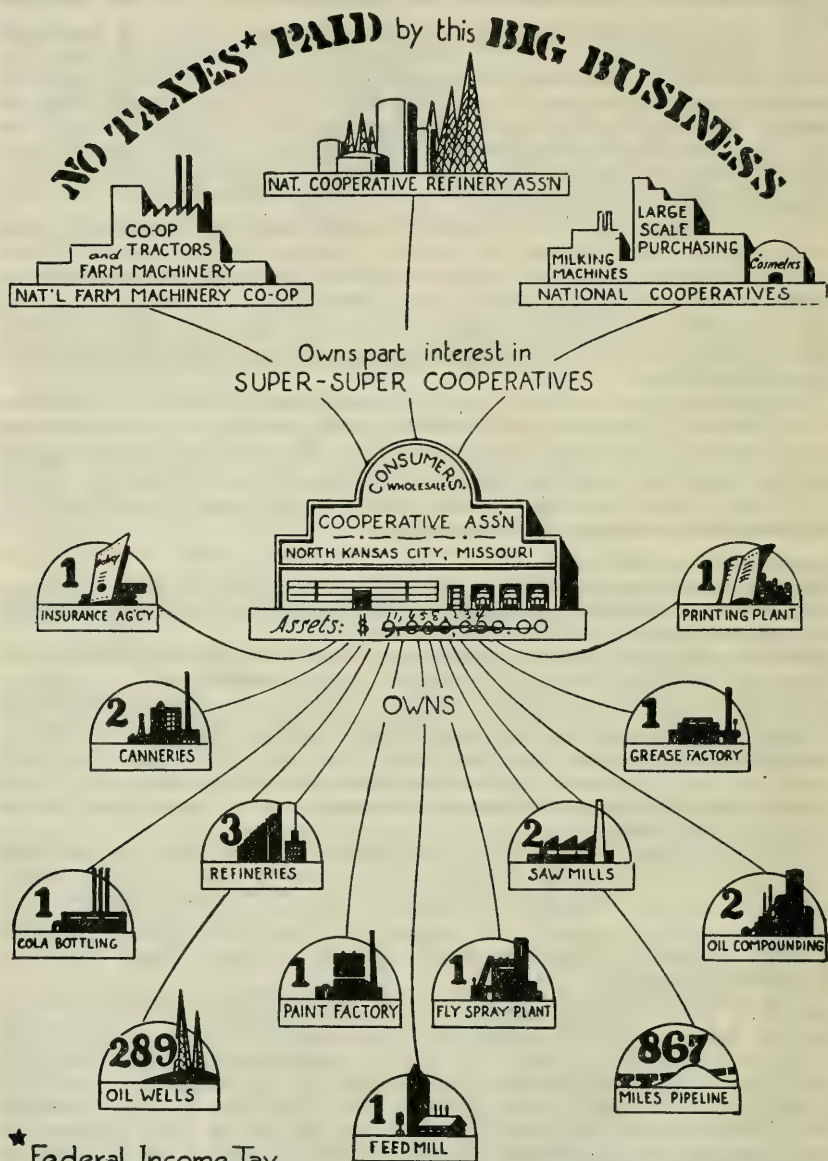 NO TAXES* PAID by this BIG BUSINESS
NAT. COOPERATIVE REFINERY ASS'N
CO-OP
and TRACTORS
FARM MACHINERY
NAT'L FARM MACHINERY CO-OP
LARGE
SCALE
PURCHASING
MILKING
MACHINES
Cosmetics
NATIONAL COOPERATIVES
Owns part interest in
SUPER-SUPER COOPERATIVES
CONSUMERS
WHOLESALE
COOPERATIVE ASS'N
NORTH KANSAS CITY, MISSOURI
Assets: $
OWNS
1
Policy
INSURANCE AG'CY
1
PRINTING PLANT
2
CANNERIES
1
GREASE FACTORY
3
REFINERIES
2
SAW MILLS
1
COLA BOTTLING
2
OIL COMPOUNDING
1
PAINT FACTORY
1
FLY SPRAY PLANT
289
OIL WELLS
867
MILES PIPELINE
1
FEED MILL
* Federal Income Tax